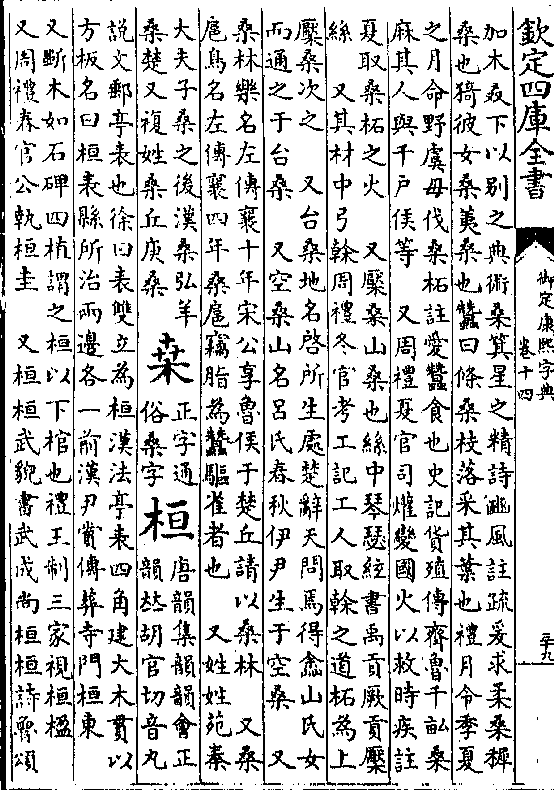 欽定四庫全書
御定康熙字典
卷十四
加木叒下以别之典術桑箕星之精詩豳風註疏爰求柔桑穉
桑也猗彼女桑荑桑也蠶曰條桑枝落采其葉也禮月令季夏
之月命野虞毋伐桑柘註愛蠶食也史記貨殖傳齊魯千畝桑
麻其人與千戸侯等　又周禮夏官司爟變國火以救時疾註
夏取桑柘之火　又檿桑山桑也絲中琴瑟絃書禹貢厥貢檿
絲　又其材中弓榦周禮冬官考工記工人取榦之道柘為上
檿桑次之　又台桑地名啓所生處楚辭天問焉得嵞山氏女
而通之于台桑　又空桑山名呂氏春秋伊尹生于空桑　又
桑林樂名左傳襄十年宋公享魯侯于楚丘請以桑林　又桑
扈鳥名左傳襄四年桑扈竊脂為蠶驅雀者也　又姓姓苑秦
大夫子桑之後漢桑弘羊
桑楚又複姓桑丘庚桑
桒
正字通
俗桑字
桓
唐韻集韻韻會正
韻𠀤胡官切音丸
說文郵亭表也徐曰表雙立為桓漢法亭表四角建大木貫以
方板名曰桓表縣所治兩邊各一前漢尹賞傳葬寺門桓東
又斲木如石碑四植謂之桓以下棺也禮王制三家視桓楹
又周禮春官公執桓圭　又桓桓武貌書武成尚桓桓詩魯頌